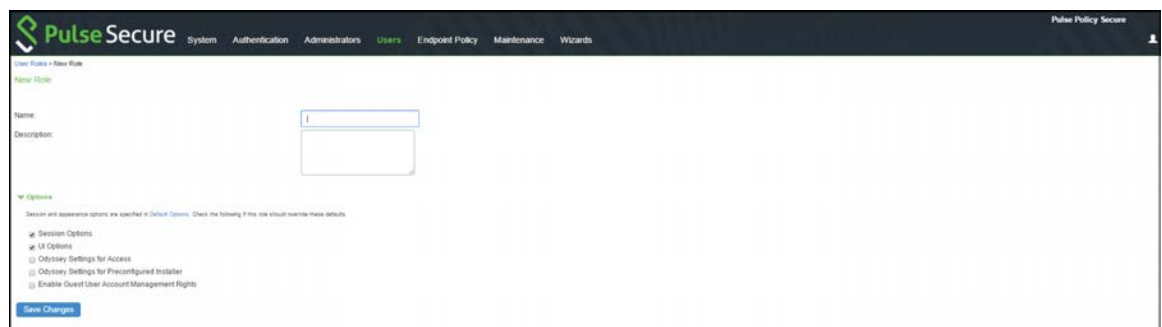 Pulse Policy Secure
Pulse Secure System Authentication Administrators Users Endpoint Policy Maintenance Wizards
User Roles > New Role
New Role
Name:
Description:
Options
Session and appearance options are specified in Default Options. Check the following if this role should override these defaults.
Session Options
UI Options
Odyssey Settings for Access
Odyssey Settings for Preconfigured Installer
Enable Guest User Account Management Rights
Save Changes